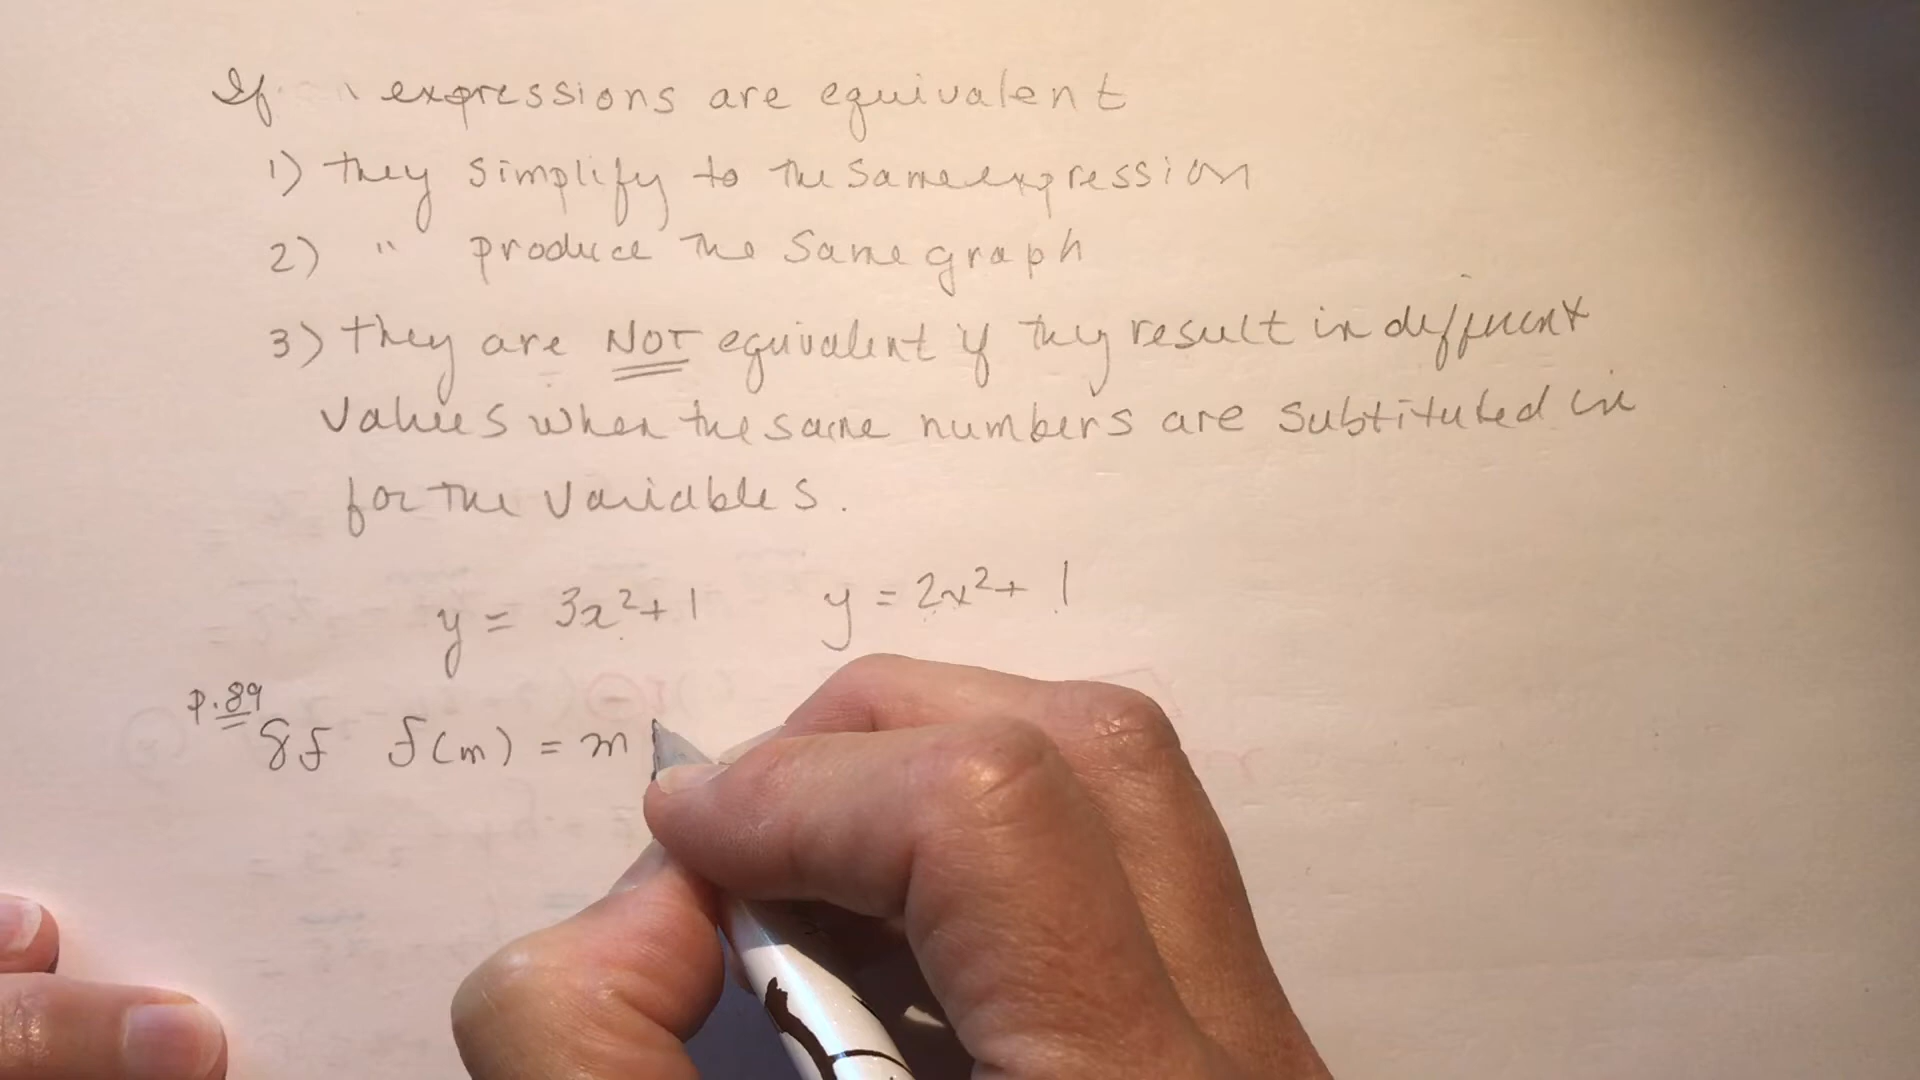 If expressions are equivalent
1) they simplify to the same expression
2) " produce the same graph
3) they are NOT equivalent if they result in different
values when the same numbers are substituted in
for the variables.
y = 3x²+1 y = 2x²+ 1
p.89
8f f(m) = m